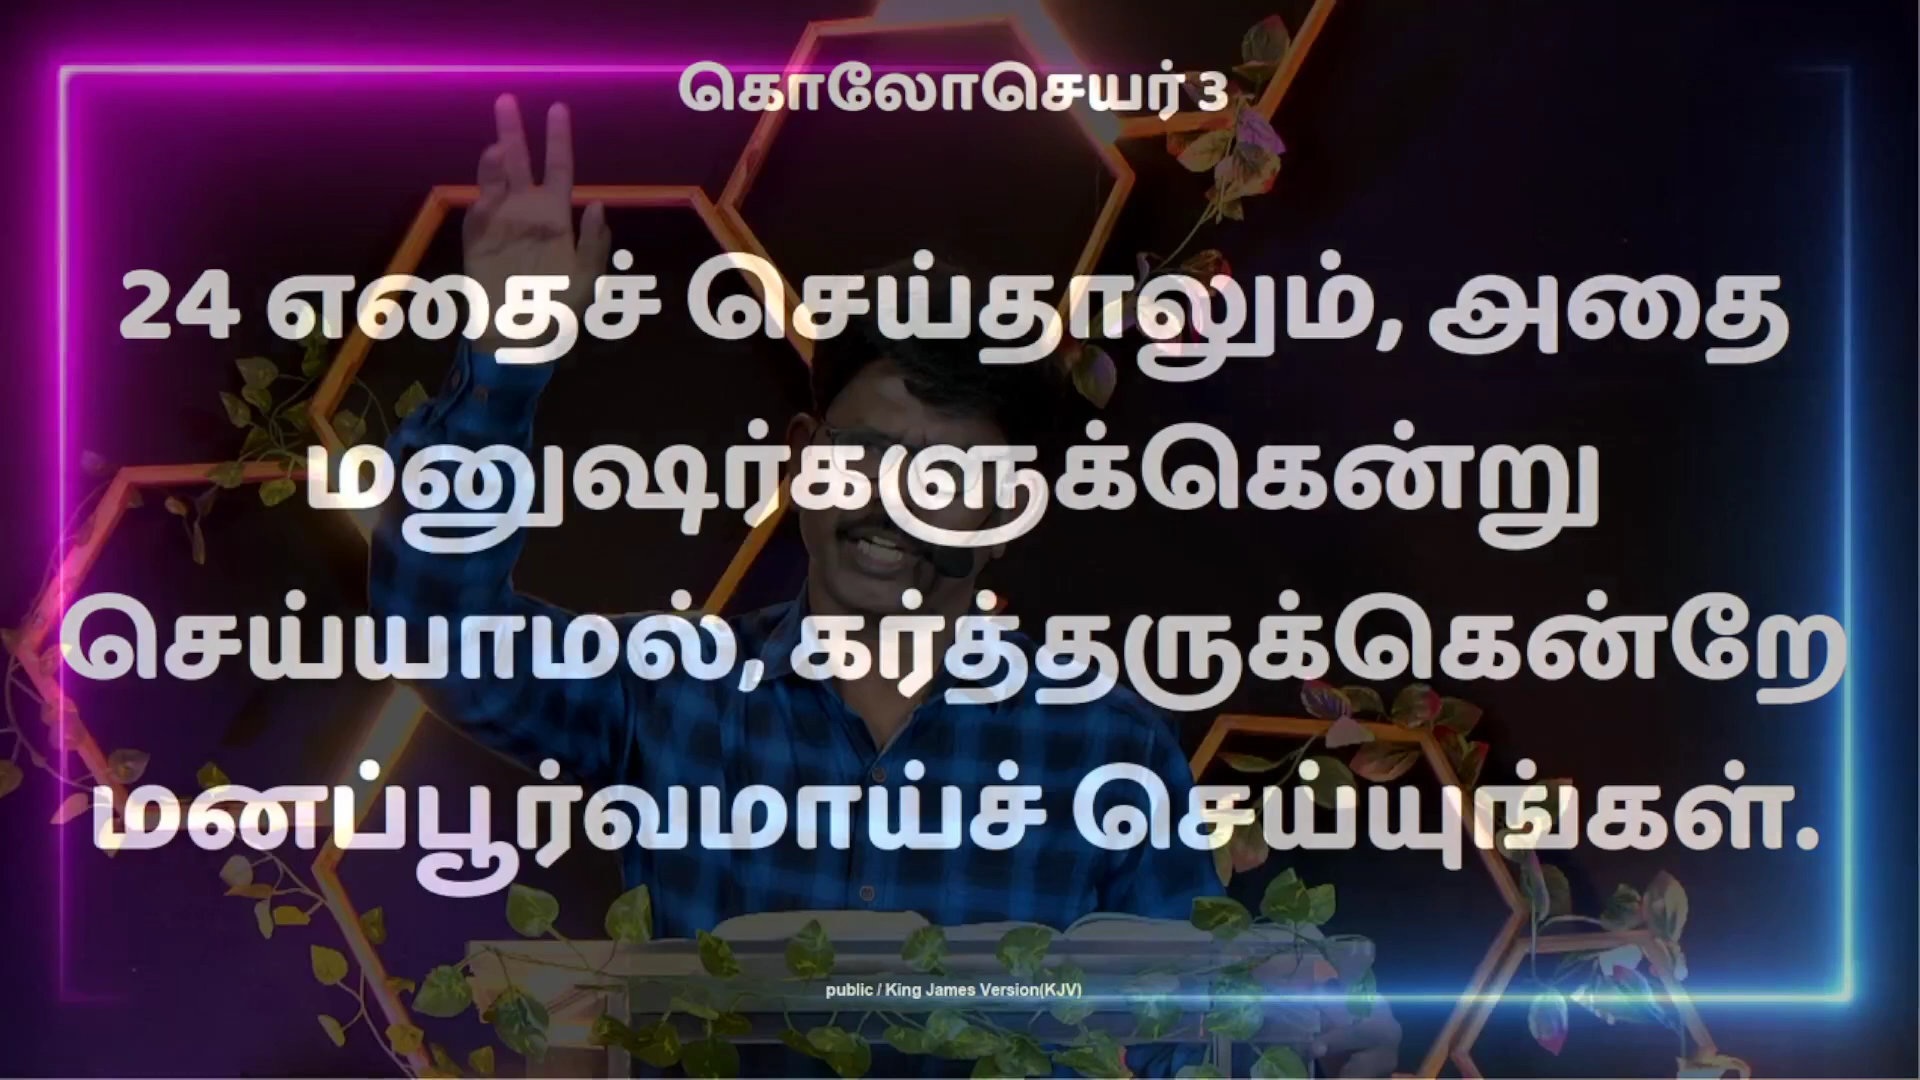 கொலோசெயர் 3
24 எதைச் செய்தாலும், அதை
மனுஷர்களுக்கென்று
செய்யாமல், கர்த்தருக்கென்றே
மனப்பூர்வமாய்ச் செய்யுங்கள்.
public / King James Version(KJV)